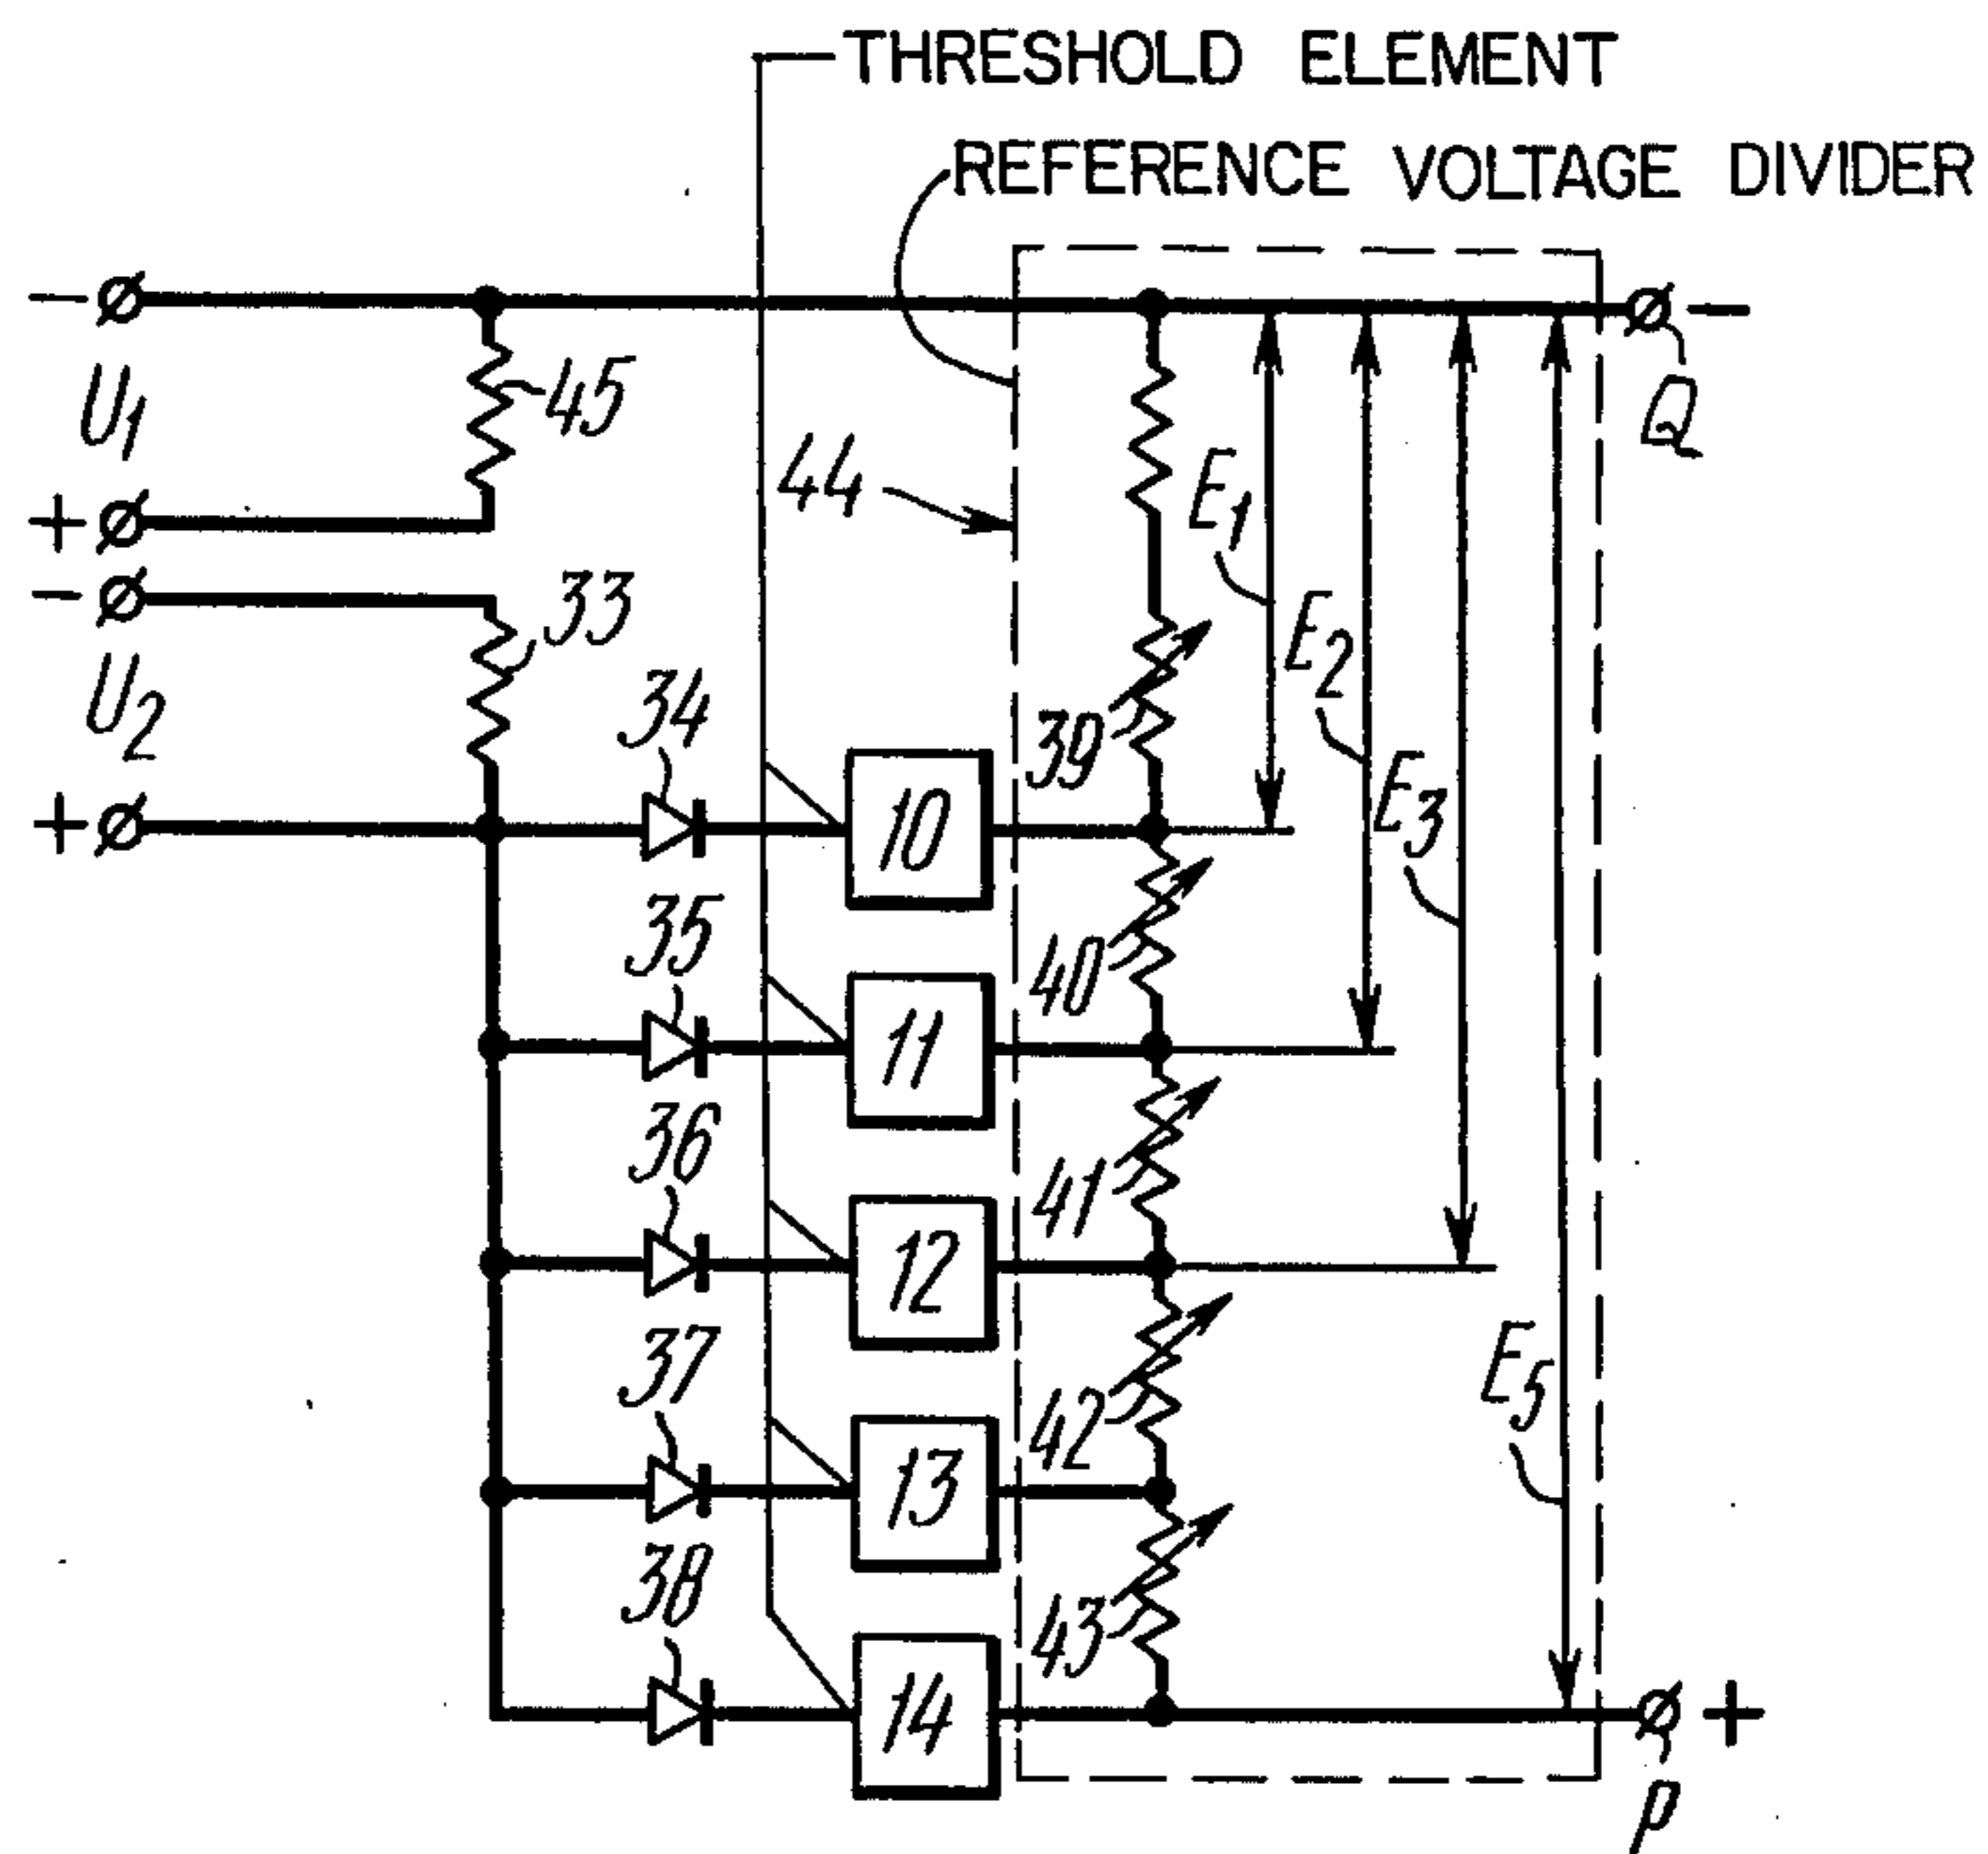 THRESHOLD ELEMENT
REFERENCE VOLTAGE DIVIDER
− −
U1 45 Q
44 E1
+
− 33 E2
U2 34 39 E3
+ 10
35 40
11
36 41
12
37 42 E5
13
38 43
14 +
P